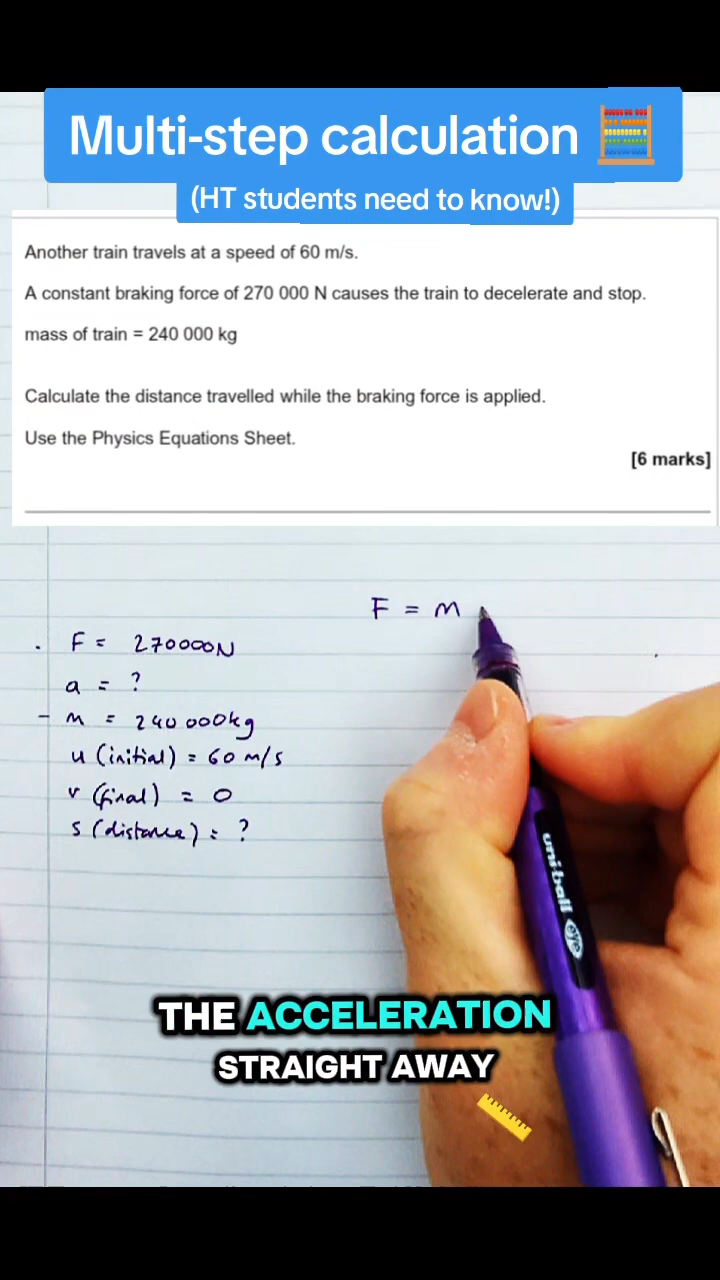 Multi-step calculation 🧮
(HT students need to know!)
Another train travels at a speed of 60 m/s.
A constant braking force of 270 000 N causes the train to decelerate and stop.
mass of train = 240 000 kg
Calculate the distance travelled while the braking force is applied.
Use the Physics Equations Sheet.
[6 marks]
F = m
. F = 270000N
a = ?
- m = 240 000kg
u (initial) = 60 m/s
v (final) = 0
s (distance) = ?
uni-ball eye
THE ACCELERATION
STRAIGHT AWAY